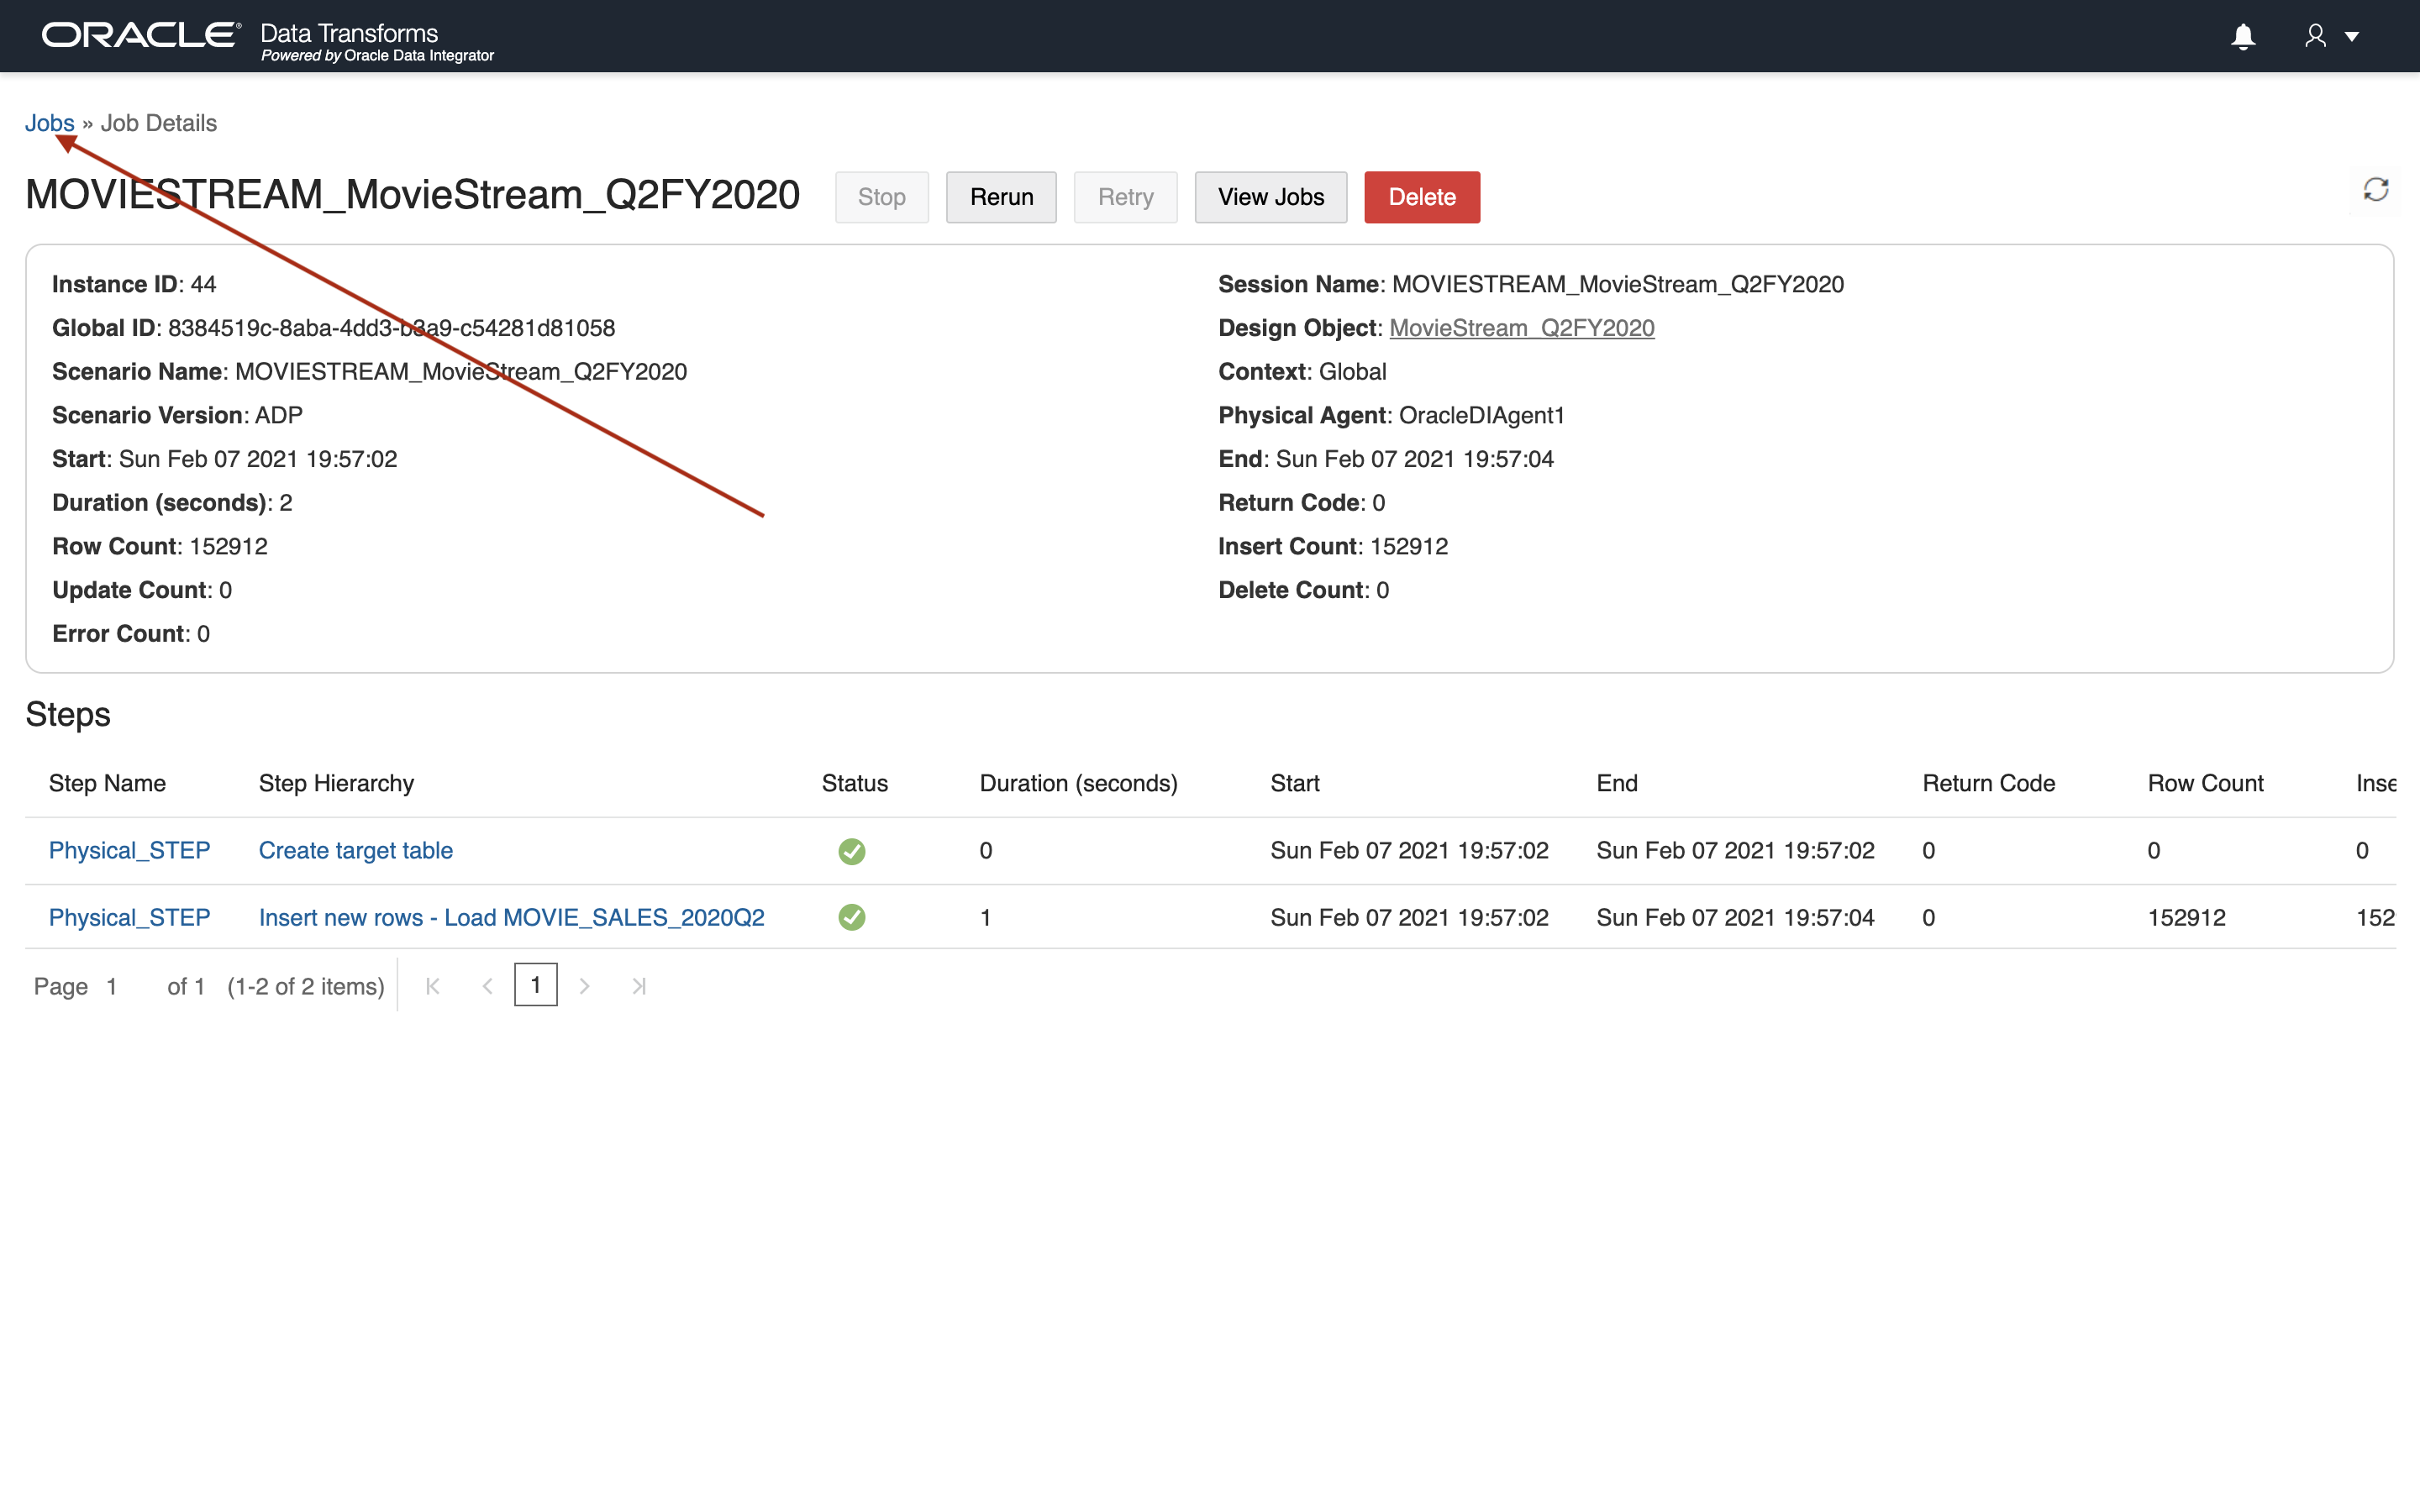 ORACLE® Data Transforms
Powered by Oracle Data Integrator
Jobs » Job Details
MOVIESTREAM_MovieStream_Q2FY2020 Stop Rerun Retry View Jobs Delete
Instance ID: 44
Global ID: 8384519c-8aba-4dd3-b3a9-c54281d81058
Scenario Name: MOVIESTREAM_MovieStream_Q2FY2020
Scenario Version: ADP
Start: Sun Feb 07 2021 19:57:02
Duration (seconds): 2
Row Count: 152912
Update Count: 0
Error Count: 0
Session Name: MOVIESTREAM_MovieStream_Q2FY2020
Design Object: MovieStream_Q2FY2020
Context: Global
Physical Agent: OracleDIAgent1
End: Sun Feb 07 2021 19:57:04
Return Code: 0
Insert Count: 152912
Delete Count: 0
Steps
Step Name Step Hierarchy Status Duration (seconds) Start End Return Code Row Count Inse
Physical_STEP Create target table 0 Sun Feb 07 2021 19:57:02 Sun Feb 07 2021 19:57:02 0 0 0
Physical_STEP Insert new rows - Load MOVIE_SALES_2020Q2 1 Sun Feb 07 2021 19:57:02 Sun Feb 07 2021 19:57:04 0 152912 152
Page 1 of 1 (1-2 of 2 items) 1